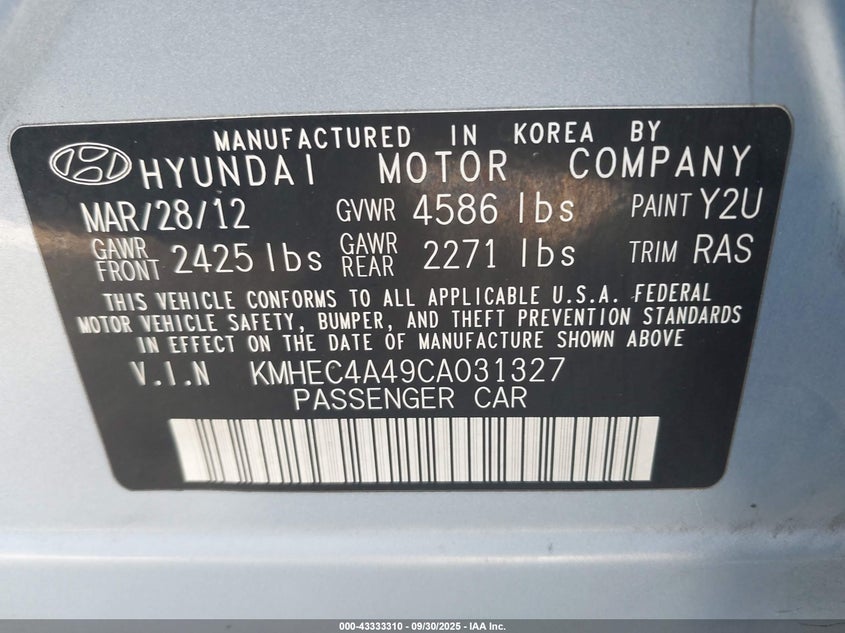 MANUFACTURED IN KOREA BY
HYUNDAI MOTOR COMPANY
MAR/28/12 GVWR 4586 lbs PAINT Y2U
GAWR FRONT 2425 lbs GAWR REAR 2271 lbs TRIM RAS
THIS VEHICLE CONFORMS TO ALL APPLICABLE U.S.A. FEDERAL
MOTOR VEHICLE SAFETY, BUMPER, AND THEFT PREVENTION STANDARDS
IN EFFECT ON THE DATE OF MANUFACTURE SHOWN ABOVE
V.I.N KMHEC4A49CA031327
PASSENGER CAR
000-43333310 - 09/30/2025 - IAA Inc.